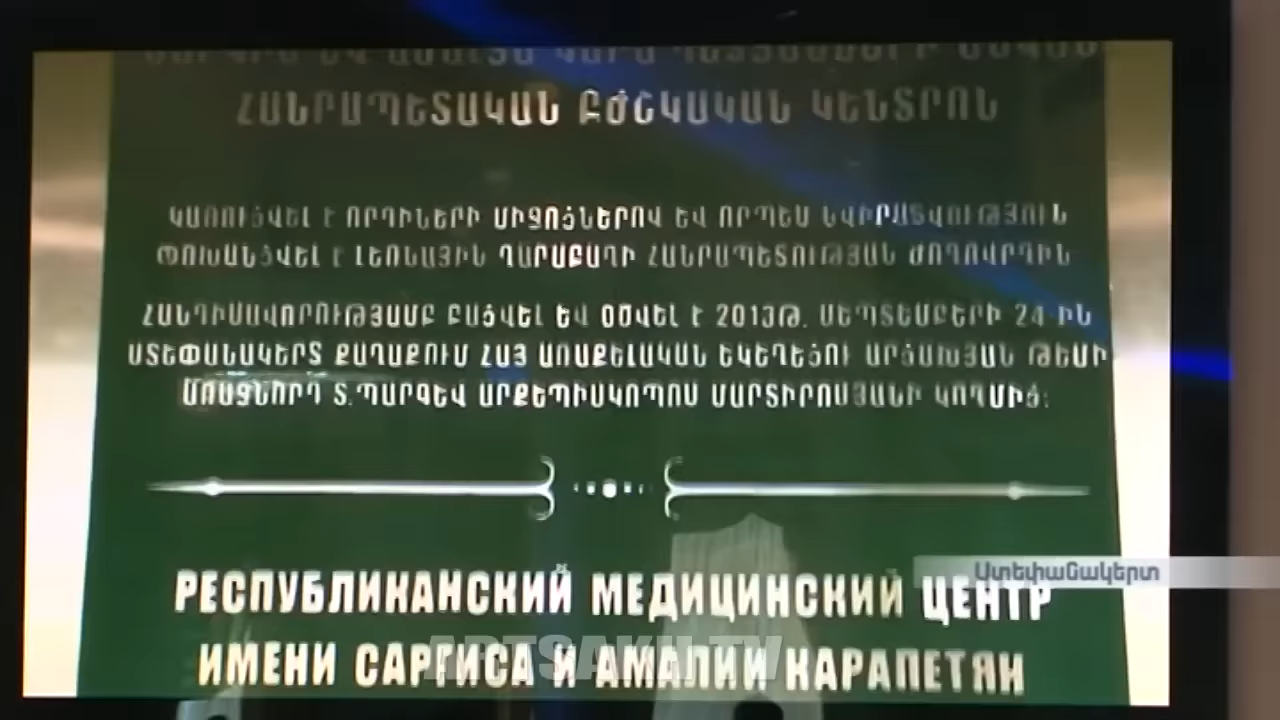 ՀԱՆՐԱՊԵՏԱԿԱՆ ԲԺՇԿԱԿԱՆ ԿԵՆՏՐՈՆ
ԿԱՌՈՒՑՎԵԼ Է ՈՐԴԻՆԵՐԻ ՄԻՋՈՑՆԵՐՈՎ ԵՎ ՈՐՊԵՍ ՆՎԻՐԱՏՎՈՒԹՅՈՒՆ
ՓՈԽԱՆՑՎԵԼ Է ԼԵՌՆԱՅԻՆ ՂԱՐԱԲԱՂԻ ՀԱՆՐԱՊԵՏՈՒԹՅԱՆ ԺՈՂՈՎՐԴԻՆ
ՀԱՆԴԻՍԱՎՈՐՈՒԹՅԱՄԲ ԲԱՑՎԵԼ ԵՎ ՕԾՎԵԼ Է 2013Թ. ՍԵՊՏԵՄԲԵՐԻ 24-ԻՆ
ՍՏԵՓԱՆԱԿԵՐՏ ՔԱՂԱՔՈՒՄ ՀԱՅ ԱՌԱՔԵԼԱԿԱՆ ԵԿԵՂԵՑՈՒ ԱՐՑԱԽՅԱՆ ԹԵՄԻ
ԱՌԱՋՆՈՐԴ Տ.ՊԱՐԳԵՎ ԱՐՔԵՊԻՍԿՈՊՈՍ ՄԱՐՏԻՐՈՍՅԱՆԻ ԿՈՂՄԻՑ:
РЕСПУБЛИКАНСКИЙ МЕДИЦИНСКИЙ ЦЕНТР
Ստեփանակերտ
ИМЕНИ САРГИСА И АМАЛИИ КАРАПЕТЯН
ARTSAKH TV